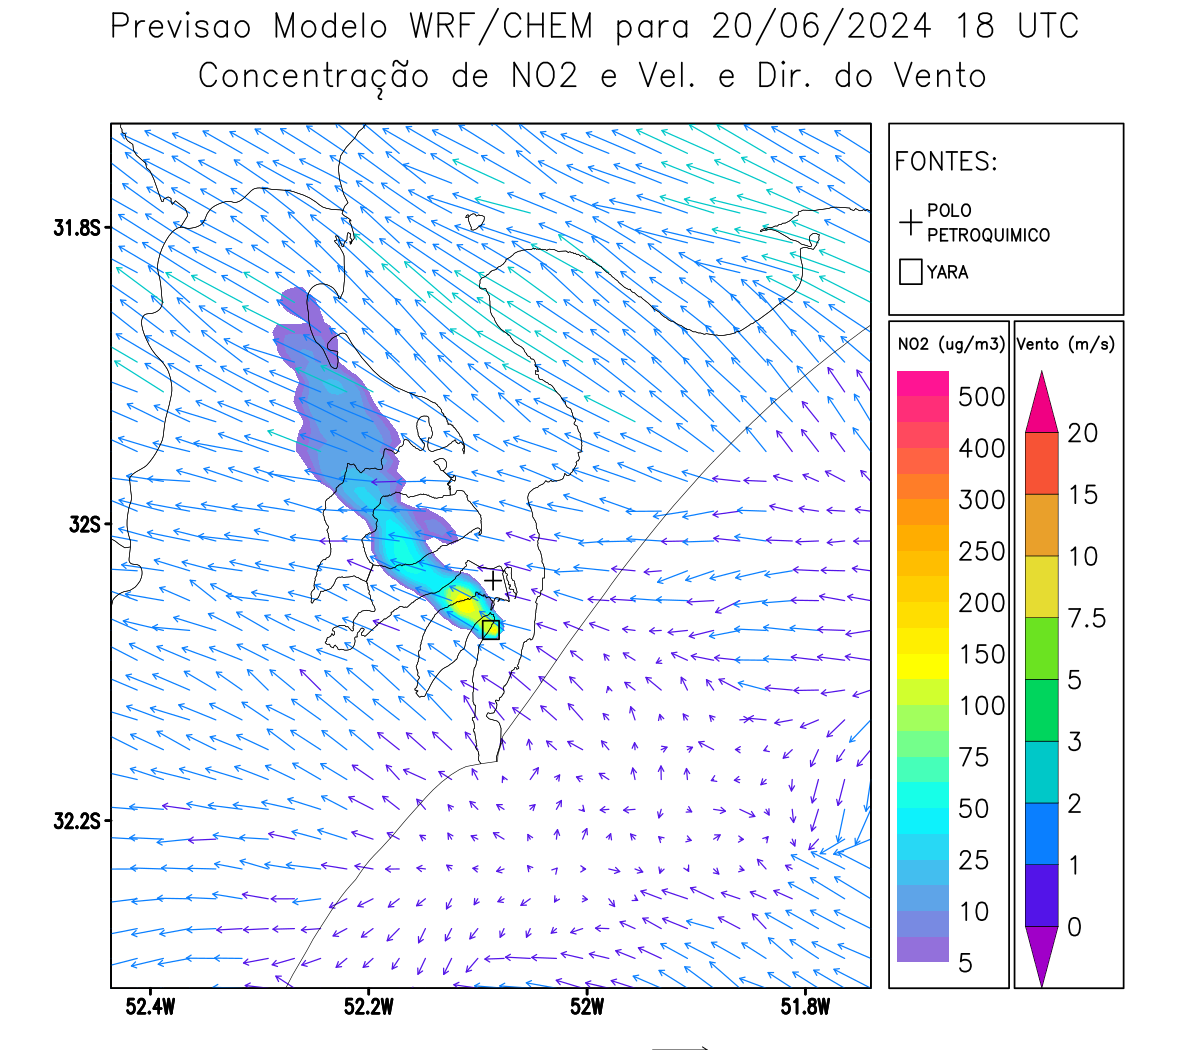 Previsao Modelo WRF/CHEM para 20/06/2024 18 UTC
Concentração de NO2 e Vel. e Dir. do Vento
FONTES:
POLO
PETROQUIMICO
YARA
NO2 (ug/m3)
500
400
300
250
200
150
100
75
50
25
10
5
Vento (m/s)
20
15
10
7.5
5
3
2
1
0
31.8S
32S
32.2S
52.4W
52.2W
52W
51.8W